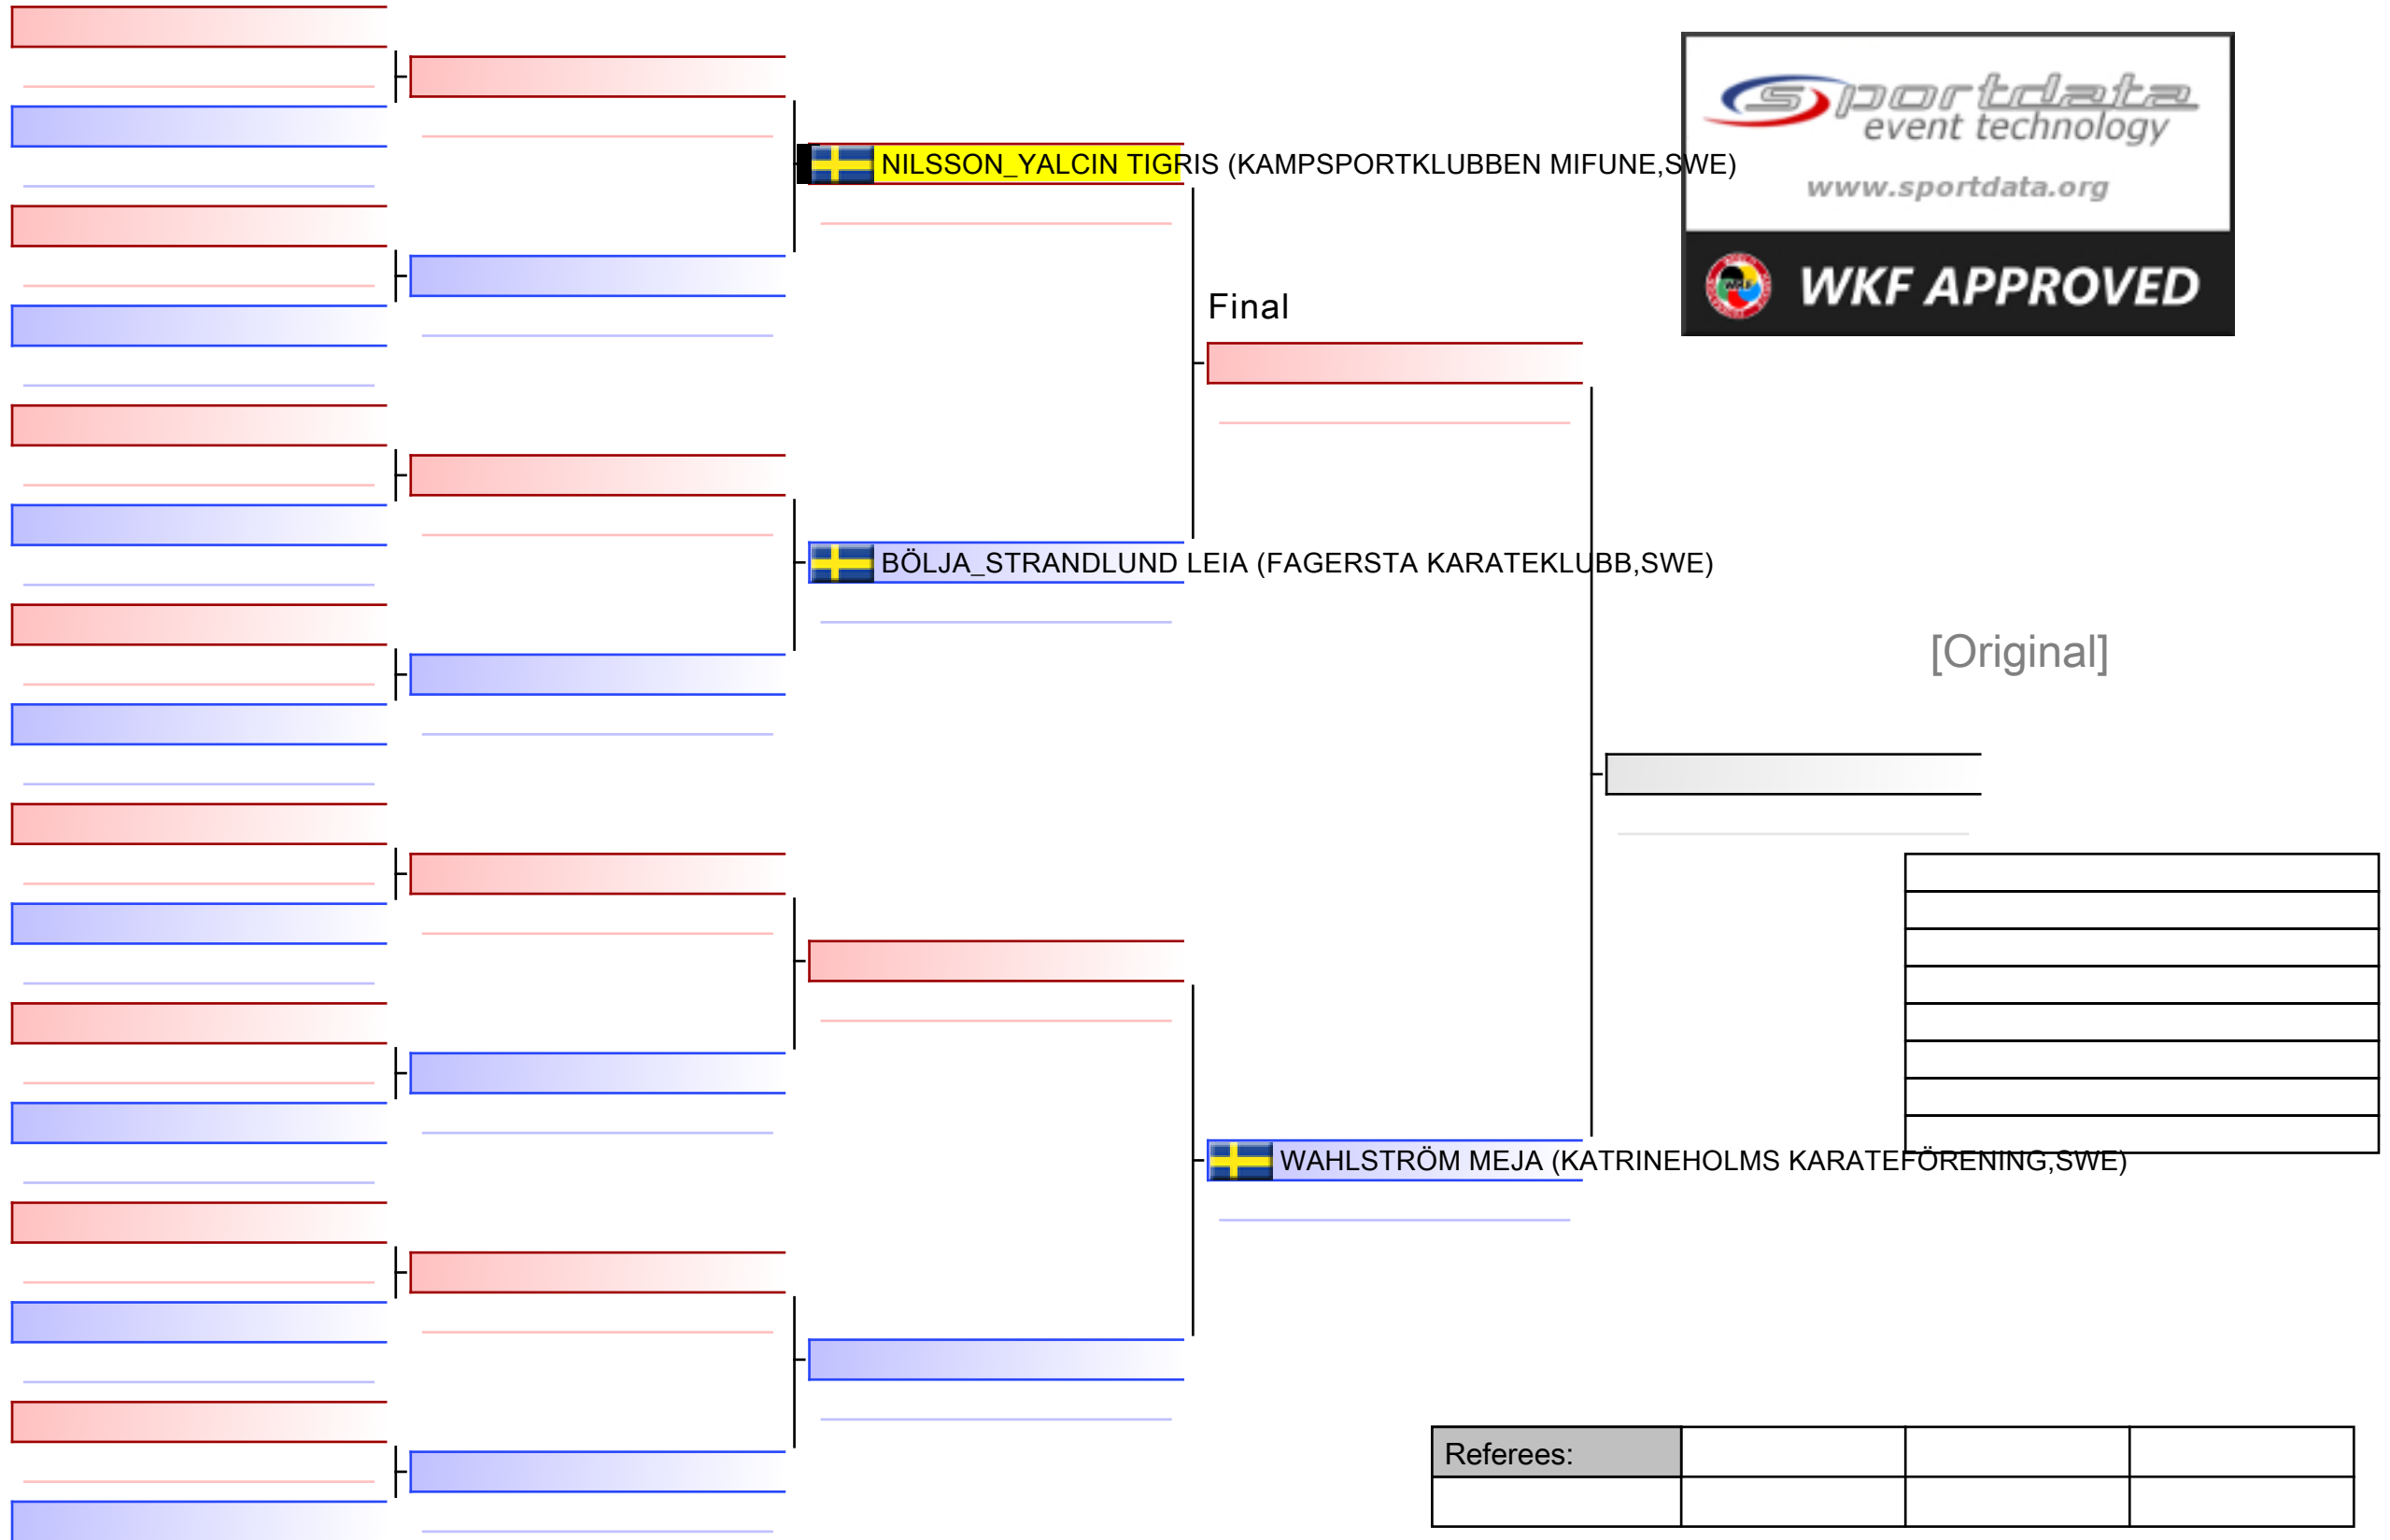 sportdata
event technology
www.sportdata.org
WKF APPROVED
NILSSON_YALCIN TIGRIS (KAMPSPORTKLUBBEN MIFUNE,SWE)
Final
BÖLJA_STRANDLUND LEIA (FAGERSTA KARATEKLUBB,SWE)
[Original]
WAHLSTRÖM MEJA (KATRINEHOLMS KARATEFÖRENING,SWE)
Referees: